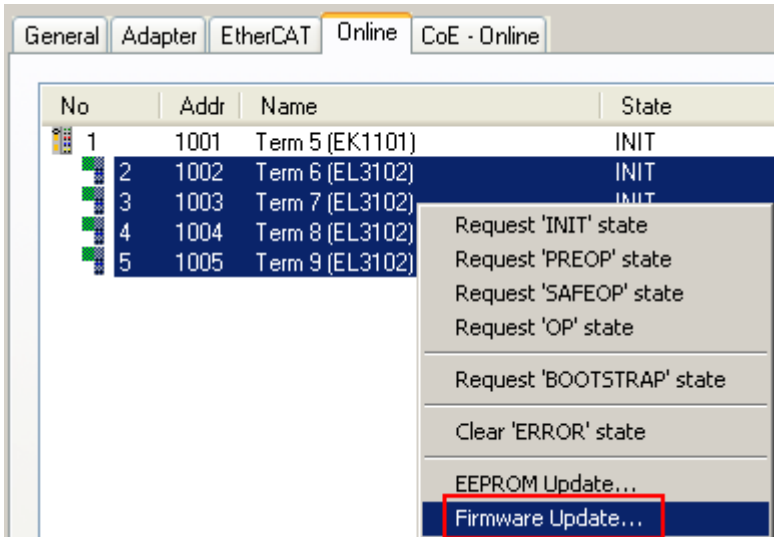 General Adapter EtherCAT Online CoE - Online
No Addr Name State
1 1001 Term 5 (EK1101) INIT
2 1002 Term 6 (EL3102) INIT
3 1003 Term 7 (EL3102) INIT
4 1004 Term 8 (EL3102)
5 1005 Term 9 (EL3102)
Request 'INIT' state
Request 'PREOP' state
Request 'SAFEOP' state
Request 'OP' state
Request 'BOOTSTRAP' state
Clear 'ERROR' state
EEPROM Update...
Firmware Update...